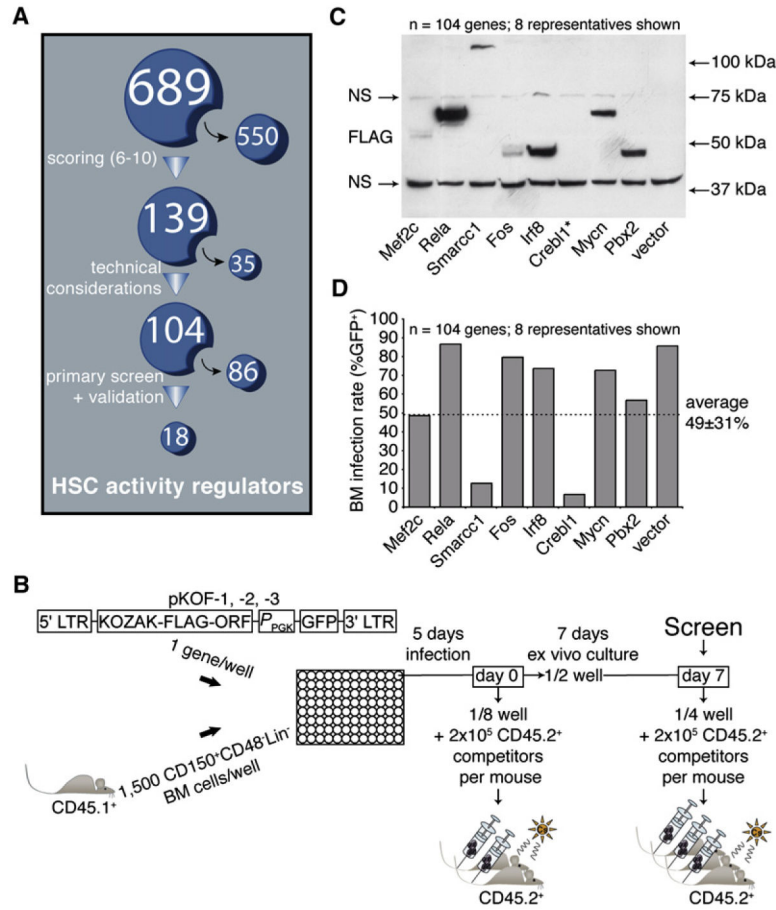 A
689
550
scoring (6-10)
139
35
technical
considerations
104
86
primary screen
+ validation
18
HSC activity regulators
C
n = 104 genes; 8 representatives shown
NS
FLAG
NS
100 kDa
75 kDa
50 kDa
37 kDa
Mef2c
Rela
Smarcc1
Fos
Irf8
Crebl1*
Mycn
Pbx2
vector
D
n = 104 genes; 8 representatives shown
BM infection rate (%GFP⁺)
100
90
80
70
60
50
40
30
20
10
0
average
49±31%
Mef2c
Rela
Smarcc1
Fos
Irf8
Crebl1
Mycn
Pbx2
vector
B
pKOF-1, -2, -3
5' LTR KOZAK-FLAG-ORF P PGK GFP 3' LTR
1 gene/well
1,500 CD150⁺CD48⁻Lin⁻
BM cells/well
CD45.1⁺
5 days
infection
day 0
7 days
ex vivo culture
1/2 well
Screen
day 7
1/8 well
+ 2x10⁵ CD45.2⁺
competitors
per mouse
CD45.2⁺
1/4 well
+ 2x10⁵ CD45.2⁺
competitors
per mouse
CD45.2⁺